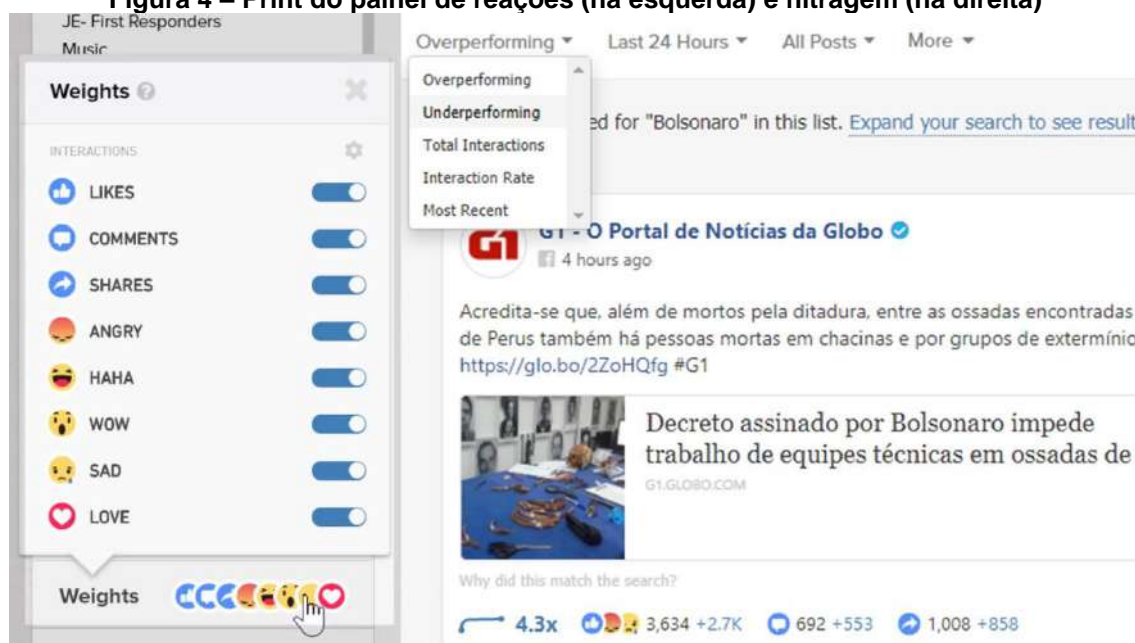 Figura 4 – Print do painel de reações (na esquerda) e filtragem (na direita)
JE- First Responders
Music
Weights
INTERACTIONS
LIKES
COMMENTS
SHARES
ANGRY
HAHA
WOW
SAD
LOVE
Weights
Overperforming Last 24 Hours All Posts More
Overperforming
Underperforming
Total Interactions
Interaction Rate
Most Recent
ed for "Bolsonaro" in this list. Expand your search to see result
G1 - O Portal de Notícias da Globo
4 hours ago
Acredita-se que, além de mortos pela ditadura, entre as ossadas encontradas
de Perus também há pessoas mortas em chacinas e por grupos de extermínio
https://glo.bo/2ZoHQfg #G1
Decreto assinado por Bolsonaro impede
trabalho de equipes técnicas em ossadas de
G1.GLOBO.COM
Why did this match the search?
4.3x 3,634 +2.7K 692 +553 1,008 +858